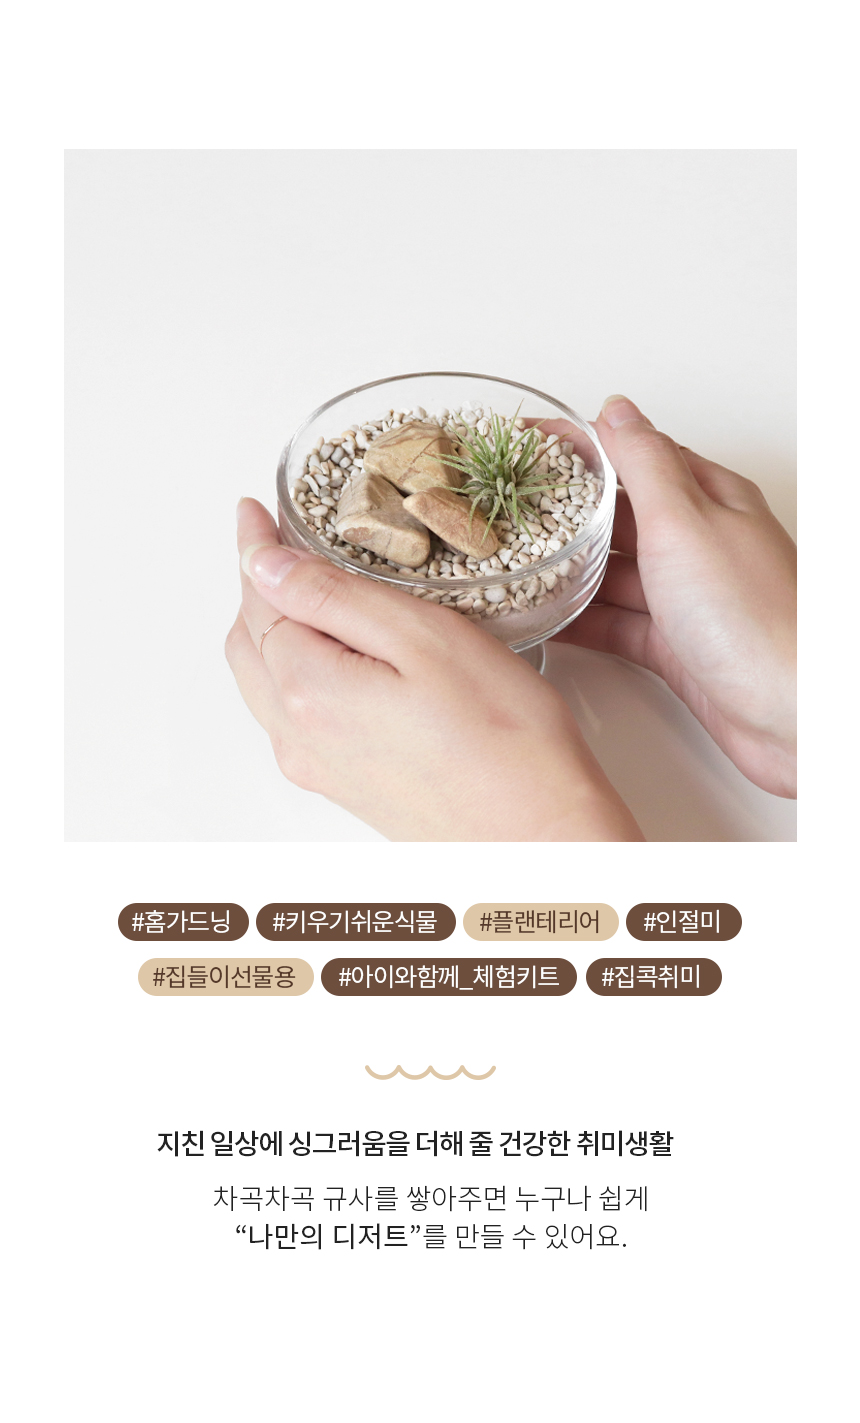 #홈가드닝 #키우기쉬운식물 #플랜테리어 #인절미
#집들이선물용 #아이와함께_체험키트 #집콕취미
지친 일상에 싱그러움을 더해 줄 건강한 취미생활
차곡차곡 규사를 쌓아주면 누구나 쉽게
“나만의 디저트”를 만들 수 있어요.